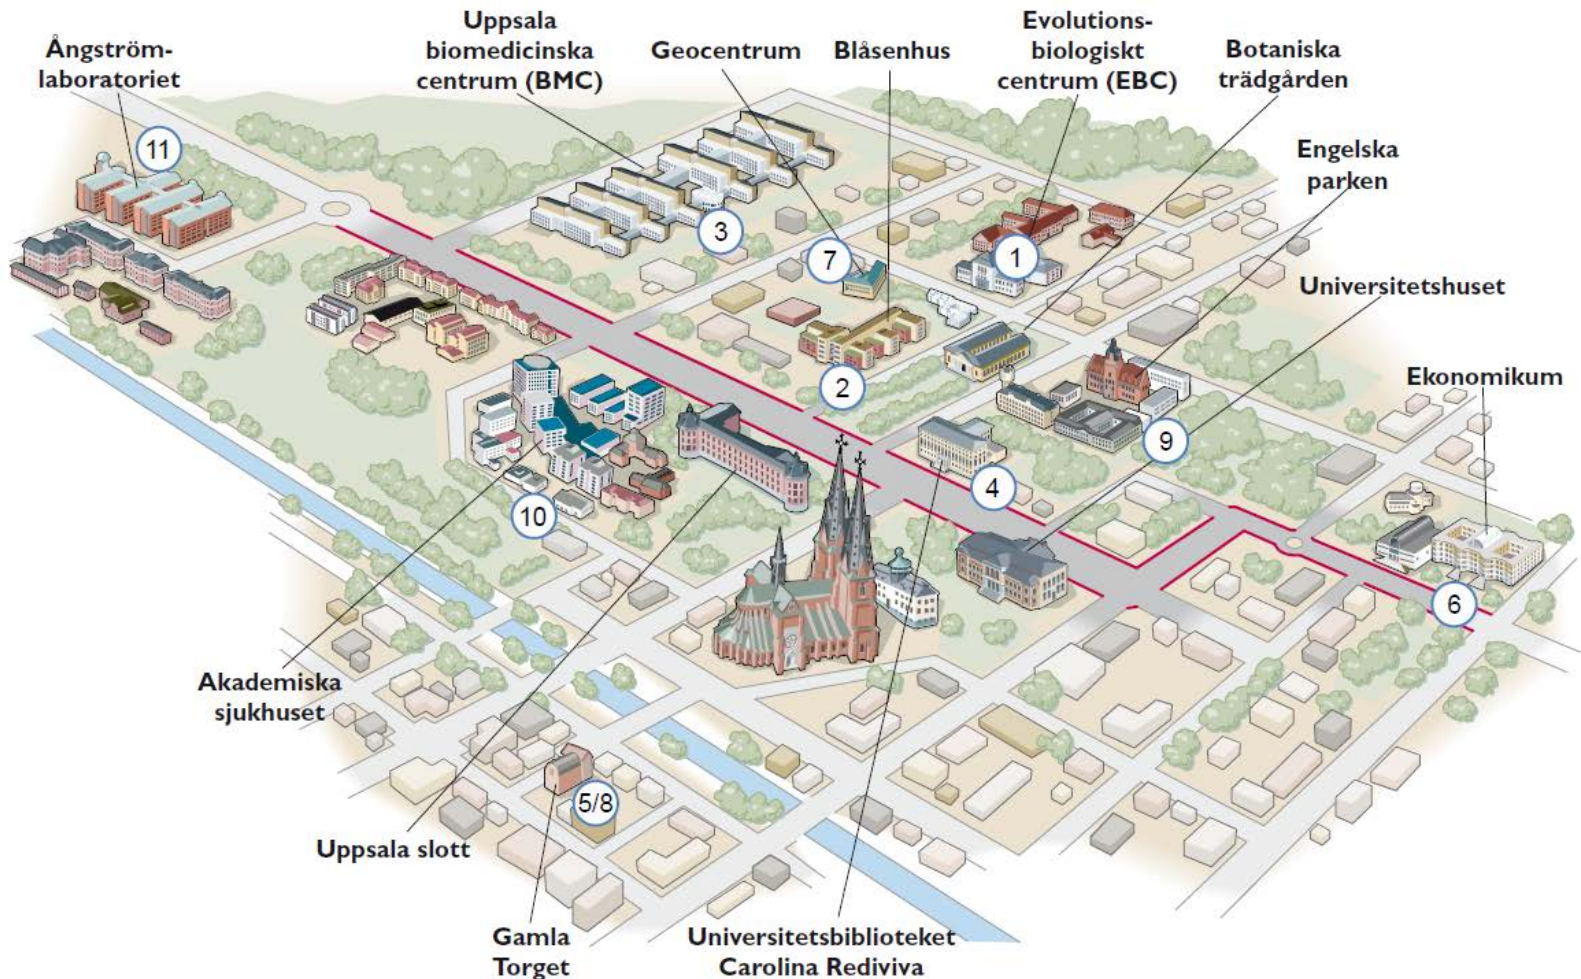 Ångström-
laboratoriet
Uppsala
biomedicinska
centrum (BMC)
Geocentrum
Blåsenhus
Evolutions-
biologiskt
centrum (EBC)
Botaniska
trädgården
Engelska
parken
Universitetshuset
Ekonomikum
11
3
7
1
2
9
4
10
6
Akademiska
sjukhuset
5/8
Uppsala slott
Gamla
Torget
Universitetsbiblioteket
Carolina Rediviva